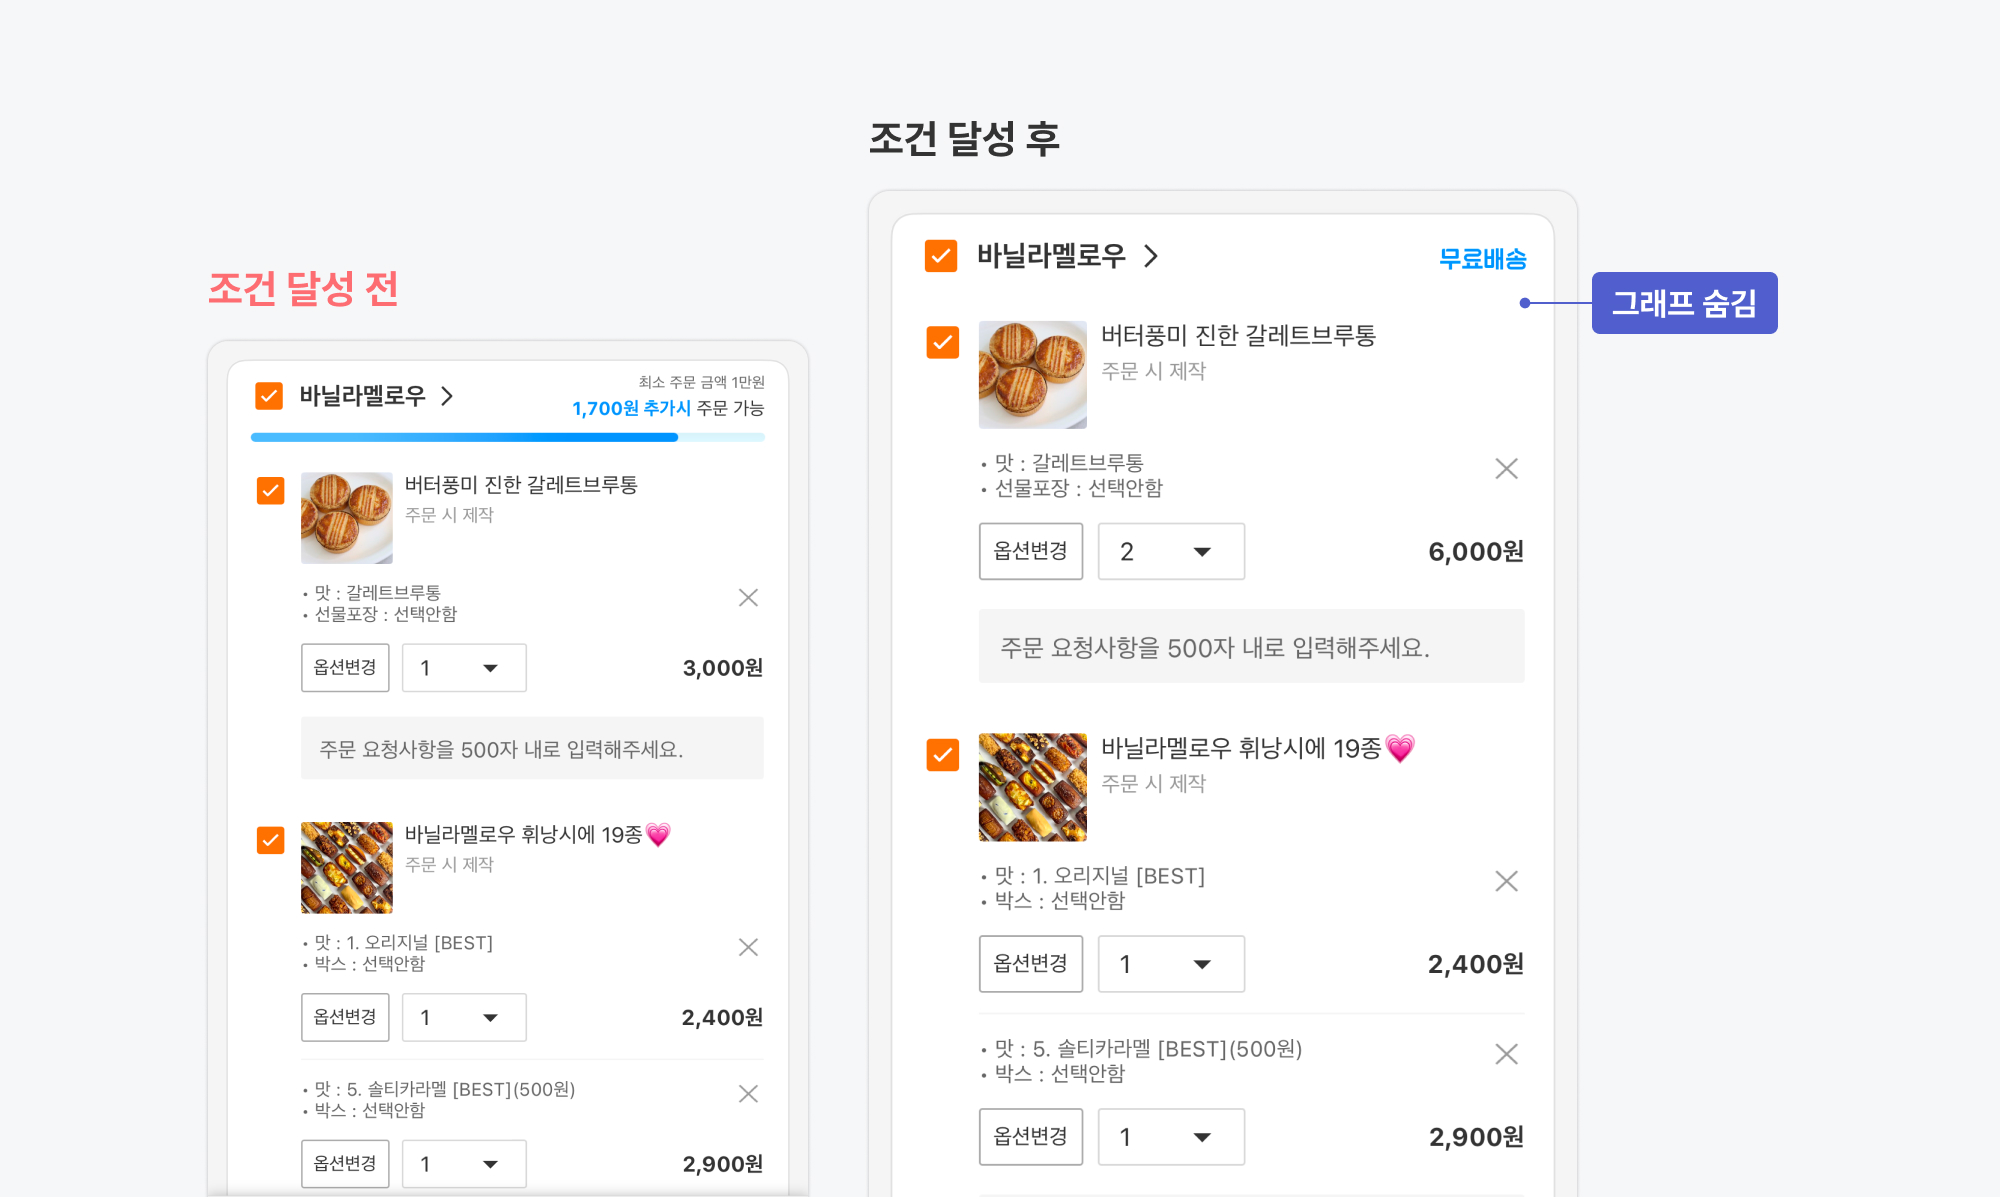 조건 달성 전
바닐라멜로우
최소 주문 금액 1만원
1,700원 추가시 주문 가능
버터풍미 진한 갈레트브루통
주문 시 제작
• 맛 : 갈레트브루통
• 선물포장 : 선택안함
옵션변경
1
3,000원
주문 요청사항을 500자 내로 입력해주세요.
바닐라멜로우 휘낭시에 19종💗
주문 시 제작
• 맛 : 1. 오리지널 [BEST]
• 박스 : 선택안함
옵션변경
1
2,400원
• 맛 : 5. 솔티카라멜 [BEST](500원)
• 박스 : 선택안함
옵션변경
1
2,900원
조건 달성 후
바닐라멜로우
무료배송
그래프 숨김
버터풍미 진한 갈레트브루통
주문 시 제작
• 맛 : 갈레트브루통
• 선물포장 : 선택안함
옵션변경
2
6,000원
주문 요청사항을 500자 내로 입력해주세요.
바닐라멜로우 휘낭시에 19종💗
주문 시 제작
• 맛 : 1. 오리지널 [BEST]
• 박스 : 선택안함
옵션변경
1
2,400원
• 맛 : 5. 솔티카라멜 [BEST](500원)
• 박스 : 선택안함
옵션변경
1
2,900원